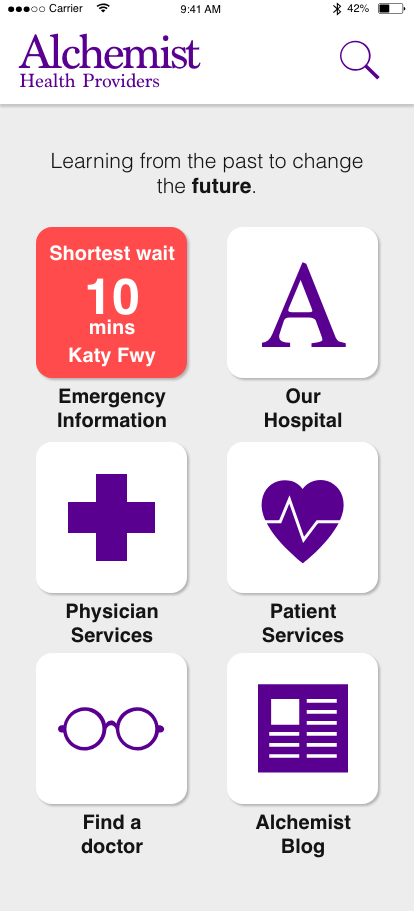 Carrier
9:41 AM
42%
Alchemist
Health Providers
Learning from the past to change
the future.
Shortest wait
10
mins
Katy Fwy
Emergency
Information
A
Our
Hospital
Physician
Services
Patient
Services
Find a
doctor
Alchemist
Blog